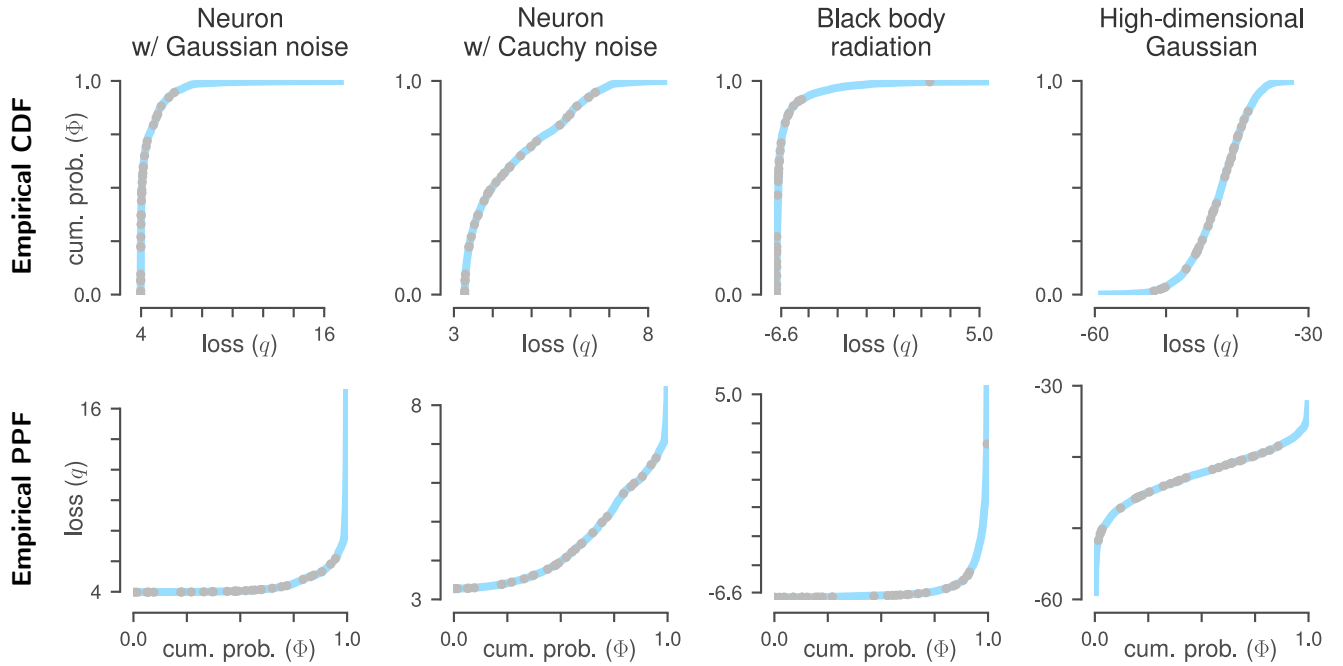 Neuron
w/ Gaussian noise
Neuron
w/ Cauchy noise
Black body
radiation
High-dimensional
Gaussian
Empirical CDF
cum. prob. (Φ)
1.0
0.0
4
16
loss (q)
1.0
0.0
3
8
loss (q)
1.0
0.0
-6.6
5.0
loss (q)
1.0
0.0
-60
-30
loss (q)
Empirical PPF
loss (q)
16
4
0.0
1.0
cum. prob. (Φ)
8
3
0.0
1.0
cum. prob. (Φ)
5.0
-6.6
0.0
1.0
cum. prob. (Φ)
-30
-60
0.0
1.0
cum. prob. (Φ)